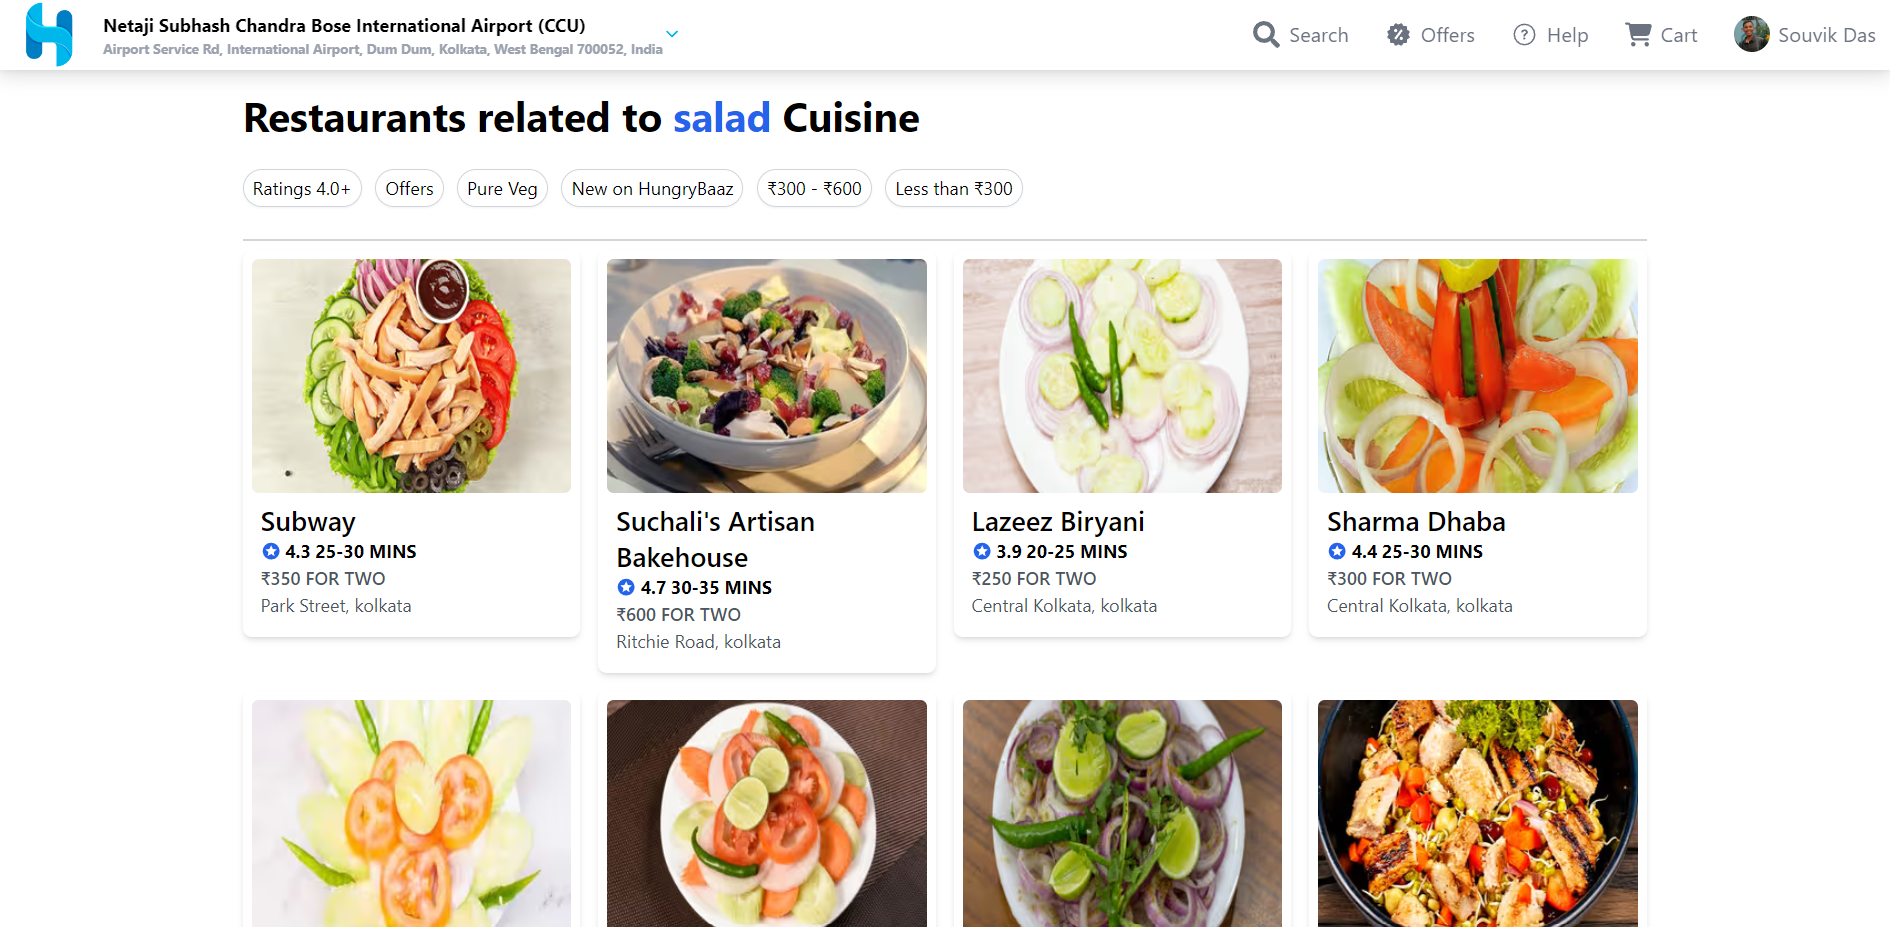 Netaji Subhash Chandra Bose International Airport (CCU)
Airport Service Rd, International Airport, Dum Dum, Kolkata, West Bengal 700052, India
Search
Offers
Help
Cart
Souvik Das
Restaurants related to salad Cuisine
Ratings 4.0+
Offers
Pure Veg
New on HungryBaaz
₹300 - ₹600
Less than ₹300
Subway
4.3 25-30 MINS
₹350 FOR TWO
Park Street, kolkata
Suchali's Artisan
Bakehouse
4.7 30-35 MINS
₹600 FOR TWO
Ritchie Road, kolkata
Lazeez Biryani
3.9 20-25 MINS
₹250 FOR TWO
Central Kolkata, kolkata
Sharma Dhaba
4.4 25-30 MINS
₹300 FOR TWO
Central Kolkata, kolkata